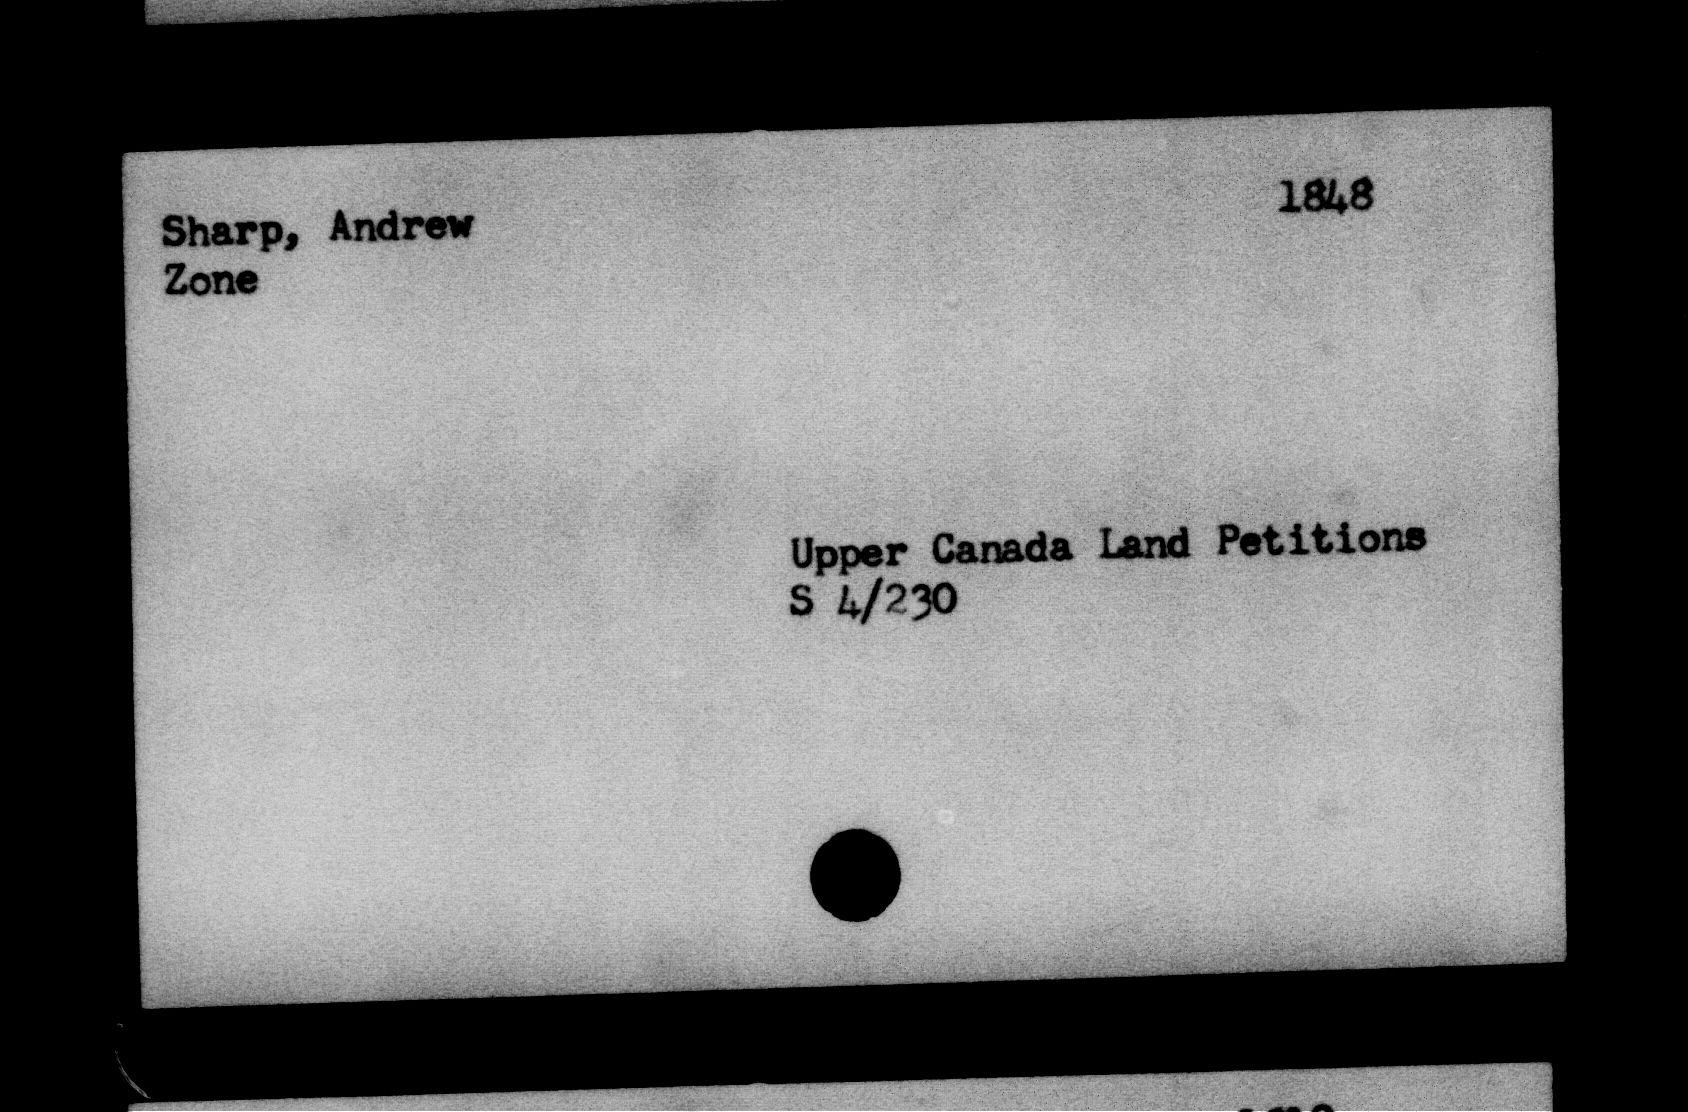 Sharp, Andrew 1848
Zone
Upper Canada Land Petitions
S 4/230